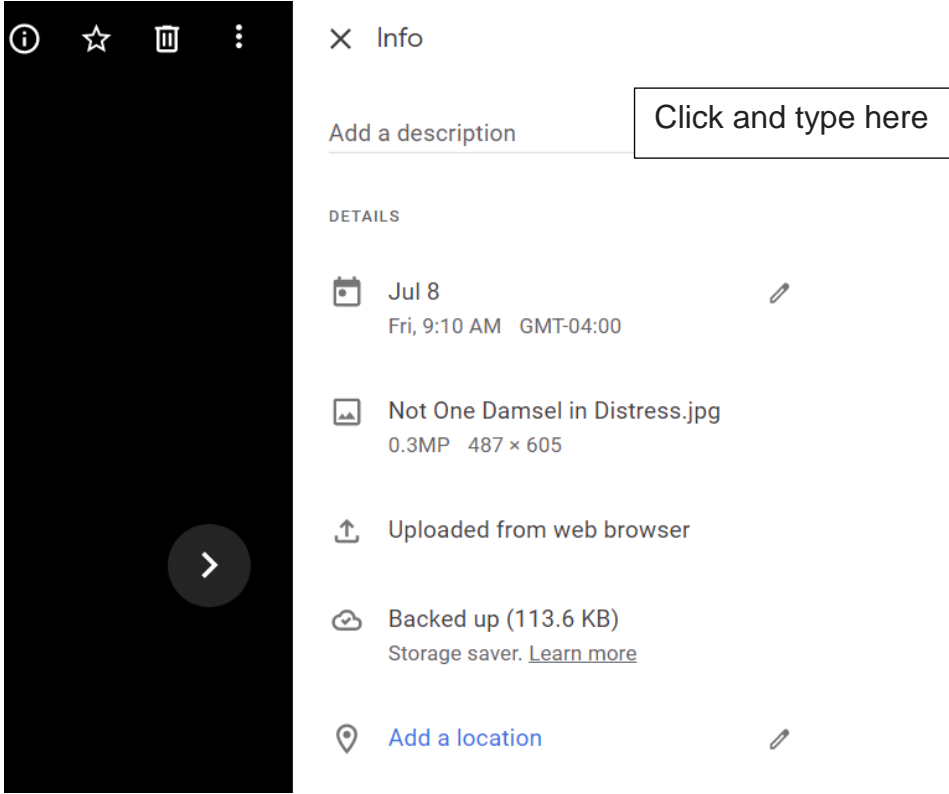 Info
Add a description
Click and type here
DETAILS
Jul 8
Fri, 9:10 AM GMT-04:00
Not One Damsel in Distress.jpg
0.3MP 487 × 605
Uploaded from web browser
Backed up (113.6 KB)
Storage saver. Learn more
Add a location